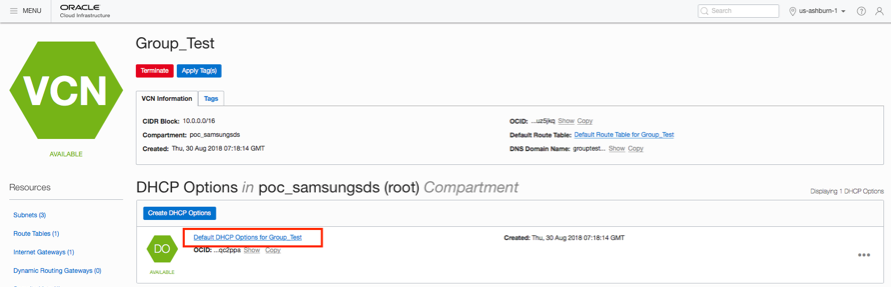 MENU
ORACLE
Cloud Infrastructure
Search
us-ashburn-1
Group_Test
Terminate
Apply Tag(s)
VCN
AVAILABLE
VCN Information
Tags
CIDR Block: 10.0.0.0/16
Compartment: poc_samsungsds
Created: Thu, 30 Aug 2018 07:18:14 GMT
OCID: ...uz5jkq Show Copy
Default Route Table: Default Route Table for Group_Test
DNS Domain Name: grouptest... Show Copy
Resources
Subnets (3)
Route Tables (1)
Internet Gateways (1)
Dynamic Routing Gateways (0)
DHCP Options in poc_samsungsds (root) Compartment
Displaying 1 DHCP Options
Create DHCP Options
DO
AVAILABLE
Default DHCP Options for Group_Test
OCID: ...qo2ppa Show Copy
Created: Thu, 30 Aug 2018 07:18:14 GMT